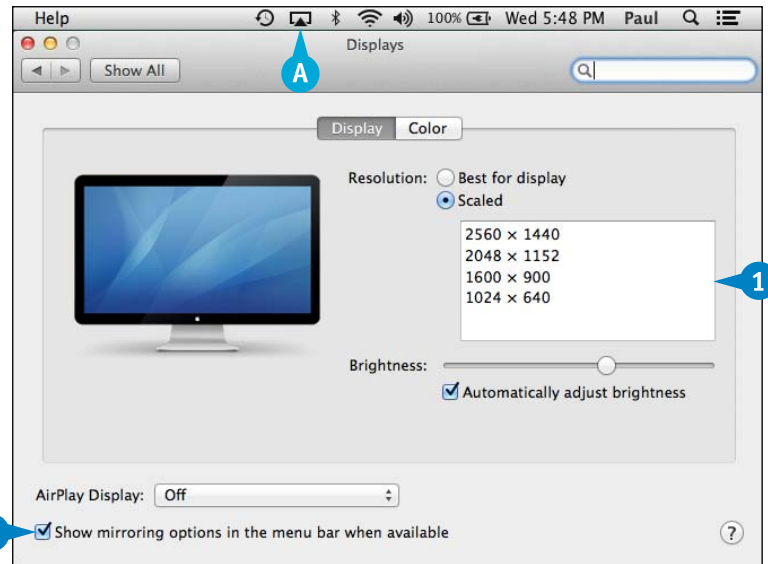 Help 100% Wed 5:48 PM Paul
Displays
Show All
A
Display Color
Resolution: Best for display
Scaled
2560 × 1440
2048 × 1152
1600 × 900
1024 × 640
1
Brightness:
Automatically adjust brightness
AirPlay Display: Off
Show mirroring options in the menu bar when available
?